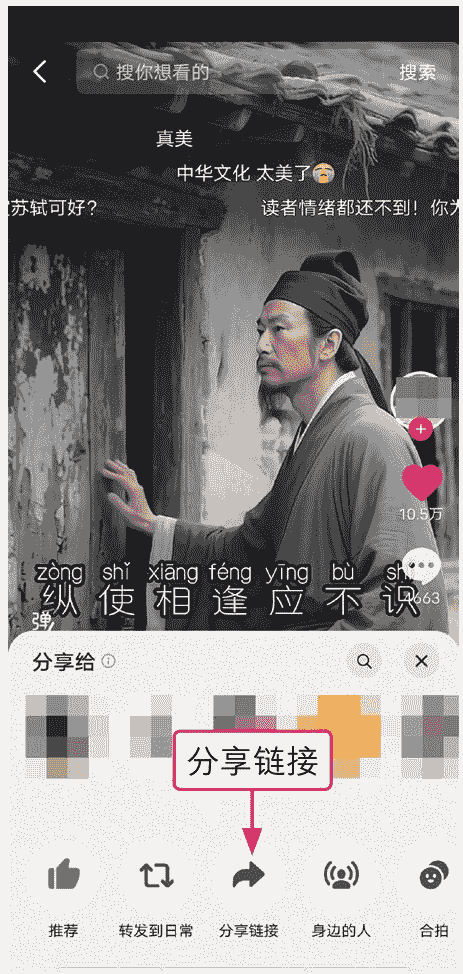 搜你想看的 搜索
真美
中华文化 太美了😭
苏轼可好？ 读者情绪都还不到！你
10.5万
zòng shǐ xiāng féng yīng bù
纵使相逢应不识
4663
弹
分享给
分享链接
推荐 转发到日常 分享链接 身边的人 合拍